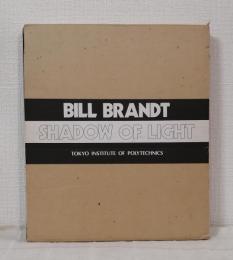 BILL BRANDT
SHADOW OF LIGHT
TOKYO INSTITUTE OF POLYTECHNICS